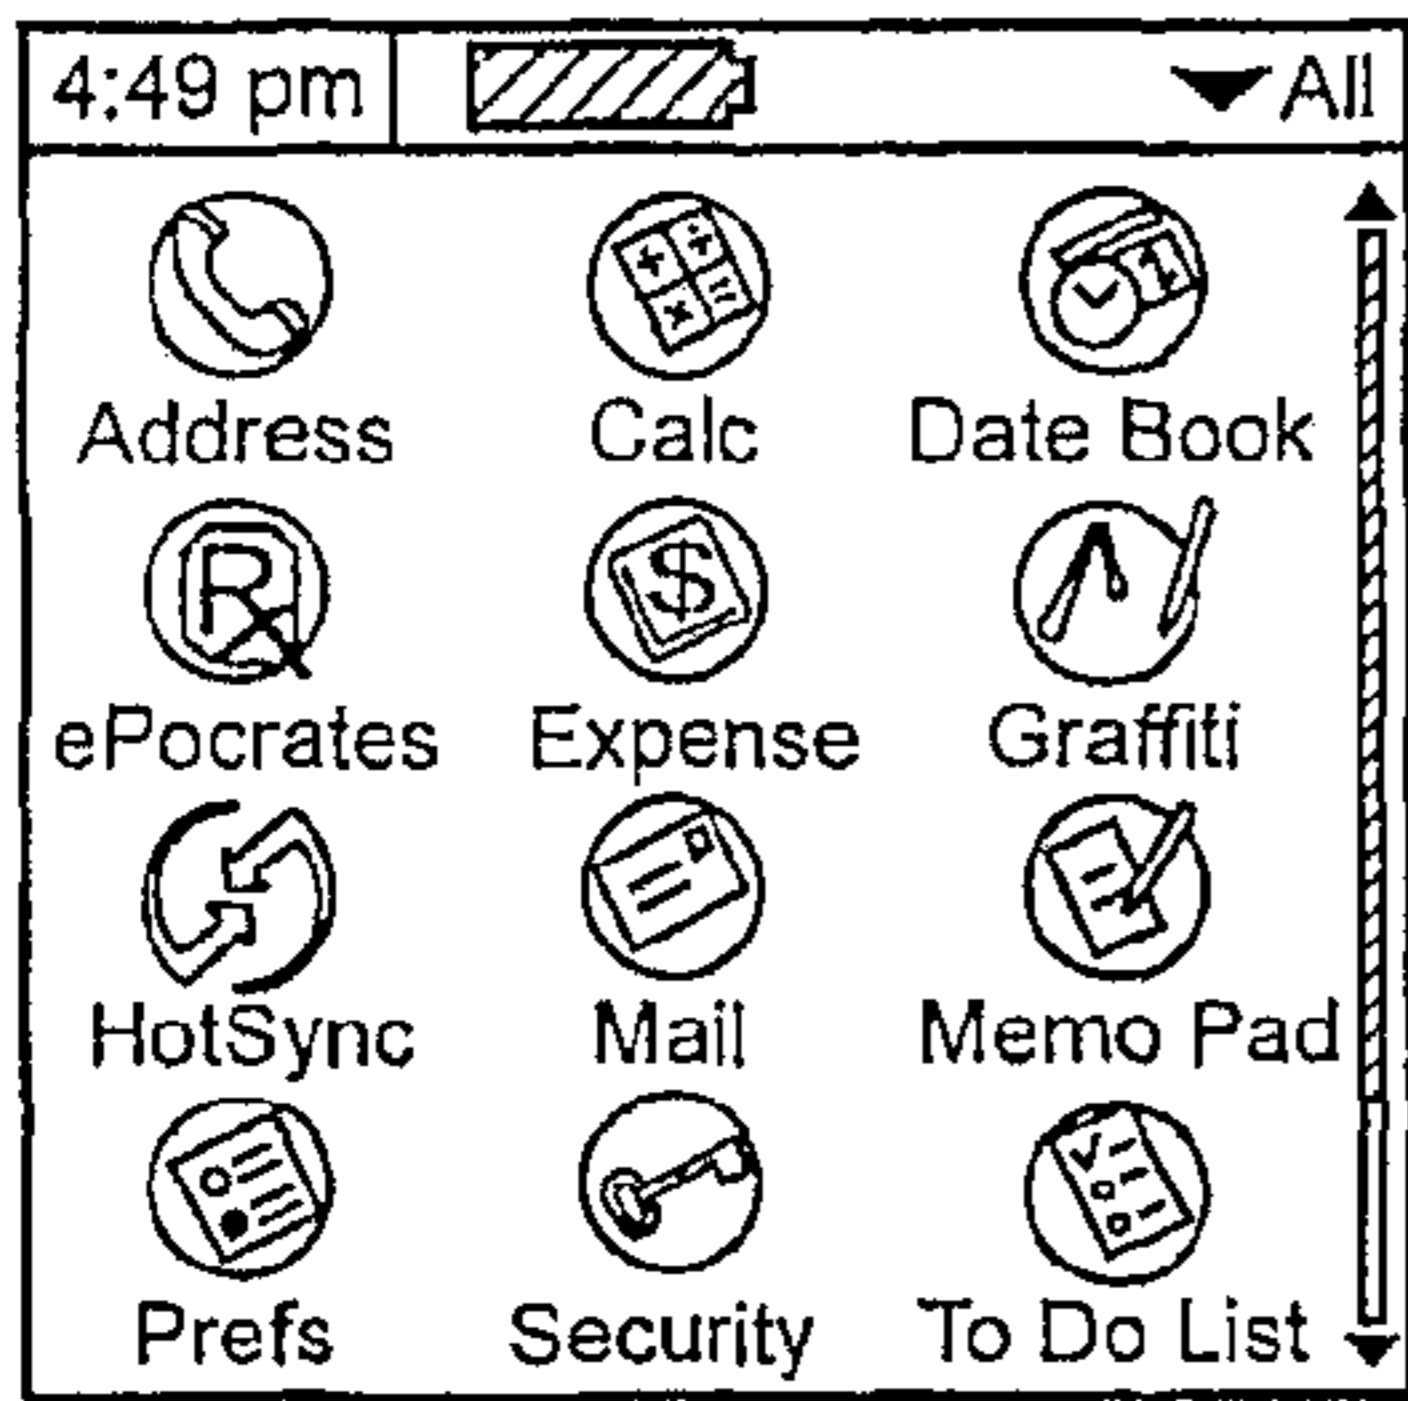 4:49 pm All
Address Calc Date Book
Rx $
ePocrates Expense Graffiti
HotSync Mail Memo Pad
Prefs Security To Do List